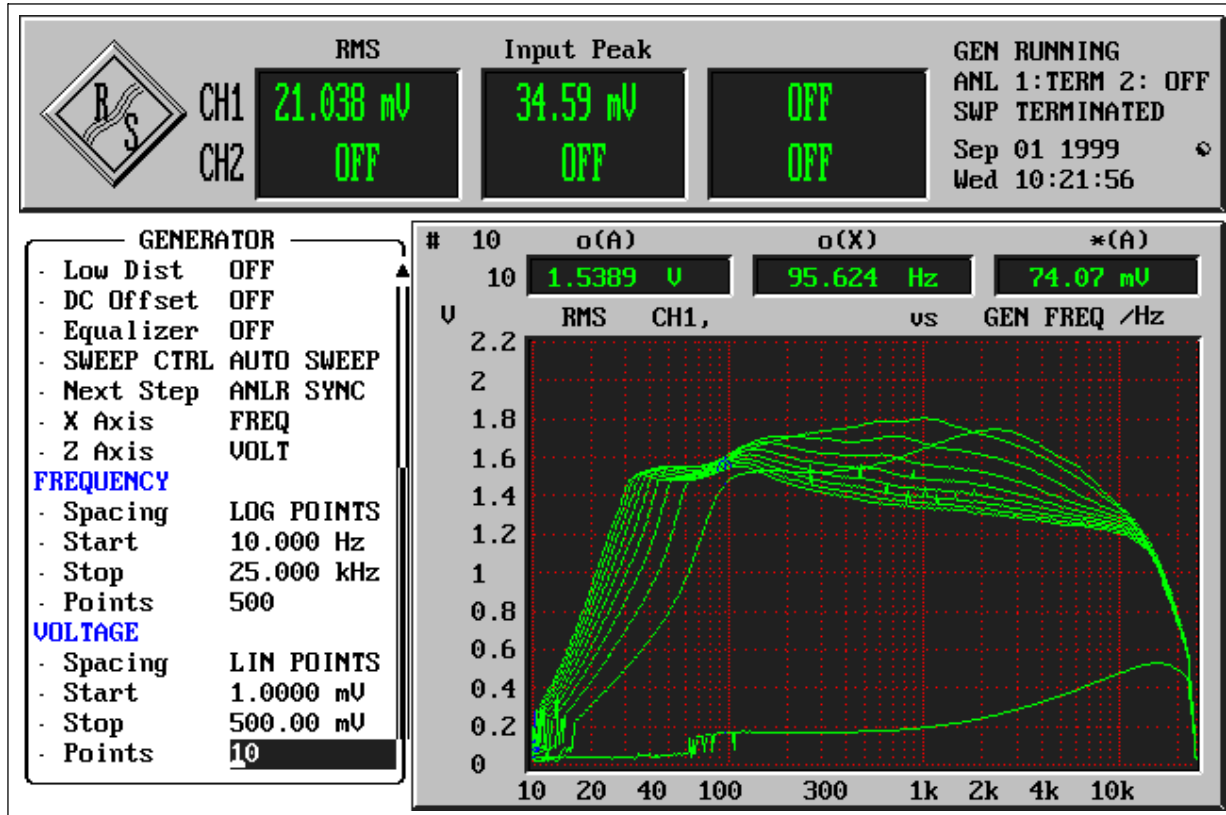 RMS Input Peak
R S
CH1 21.038 mV 34.59 mV OFF
CH2 OFF OFF OFF
GEN RUNNING
ANL 1:TERM 2: OFF
SWP TERMINATED
Sep 01 1999
Wed 10:21:56
GENERATOR
· Low Dist OFF
· DC Offset OFF
· Equalizer OFF
· SWEEP CTRL AUTO SWEEP
· Next Step ANLR SYNC
· X Axis FREQ
· Z Axis VOLT
FREQUENCY
· Spacing LOG POINTS
· Start 10.000 Hz
· Stop 25.000 kHz
· Points 500
VOLTAGE
· Spacing LIN POINTS
· Start 1.0000 mV
· Stop 500.00 mV
· Points 10
# 10 o(A) o(X) *(A)
10 1.5389 V 95.624 Hz 74.07 mV
V RMS CH1, vs GEN FREQ /Hz
2.2
2
1.8
1.6
1.4
1.2
1
0.8
0.6
0.4
0.2
0
10 20 40 100 300 1k 2k 4k 10k